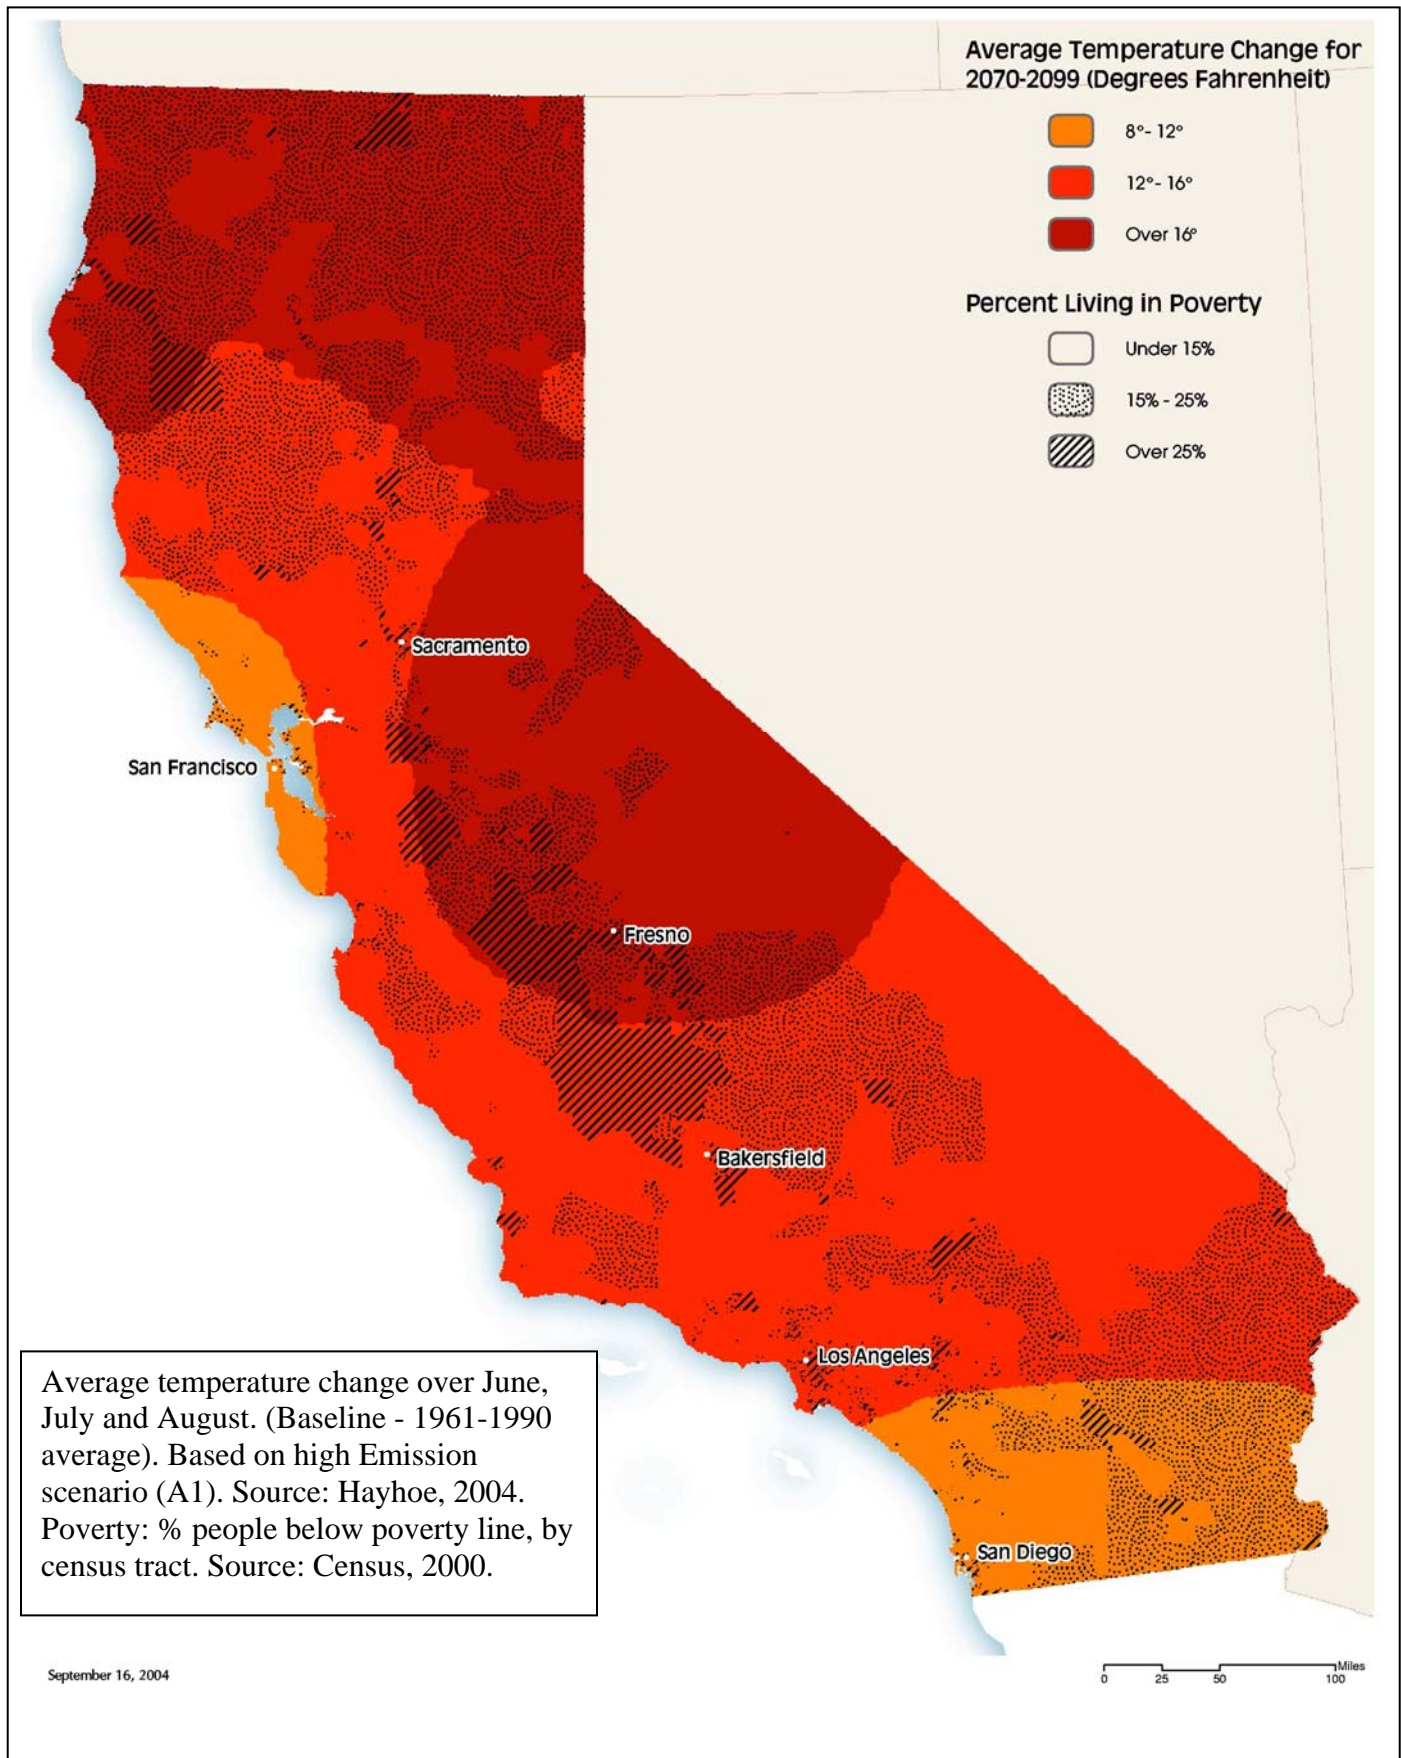 Average Temperature Change for
2070-2099 (Degrees Fahrenheit)
8°- 12°
12°- 16°
Over 16°
Percent Living in Poverty
Under 15%
15% - 25%
Over 25%
Sacramento
San Francisco
Fresno
Bakersfield
Los Angeles
San Diego
Average temperature change over June,
July and August. (Baseline - 1961-1990
average). Based on high Emission
scenario (A1). Source: Hayhoe, 2004.
Poverty: % people below poverty line, by
census tract. Source: Census, 2000.
September 16, 2004
Miles
0 25 50 100